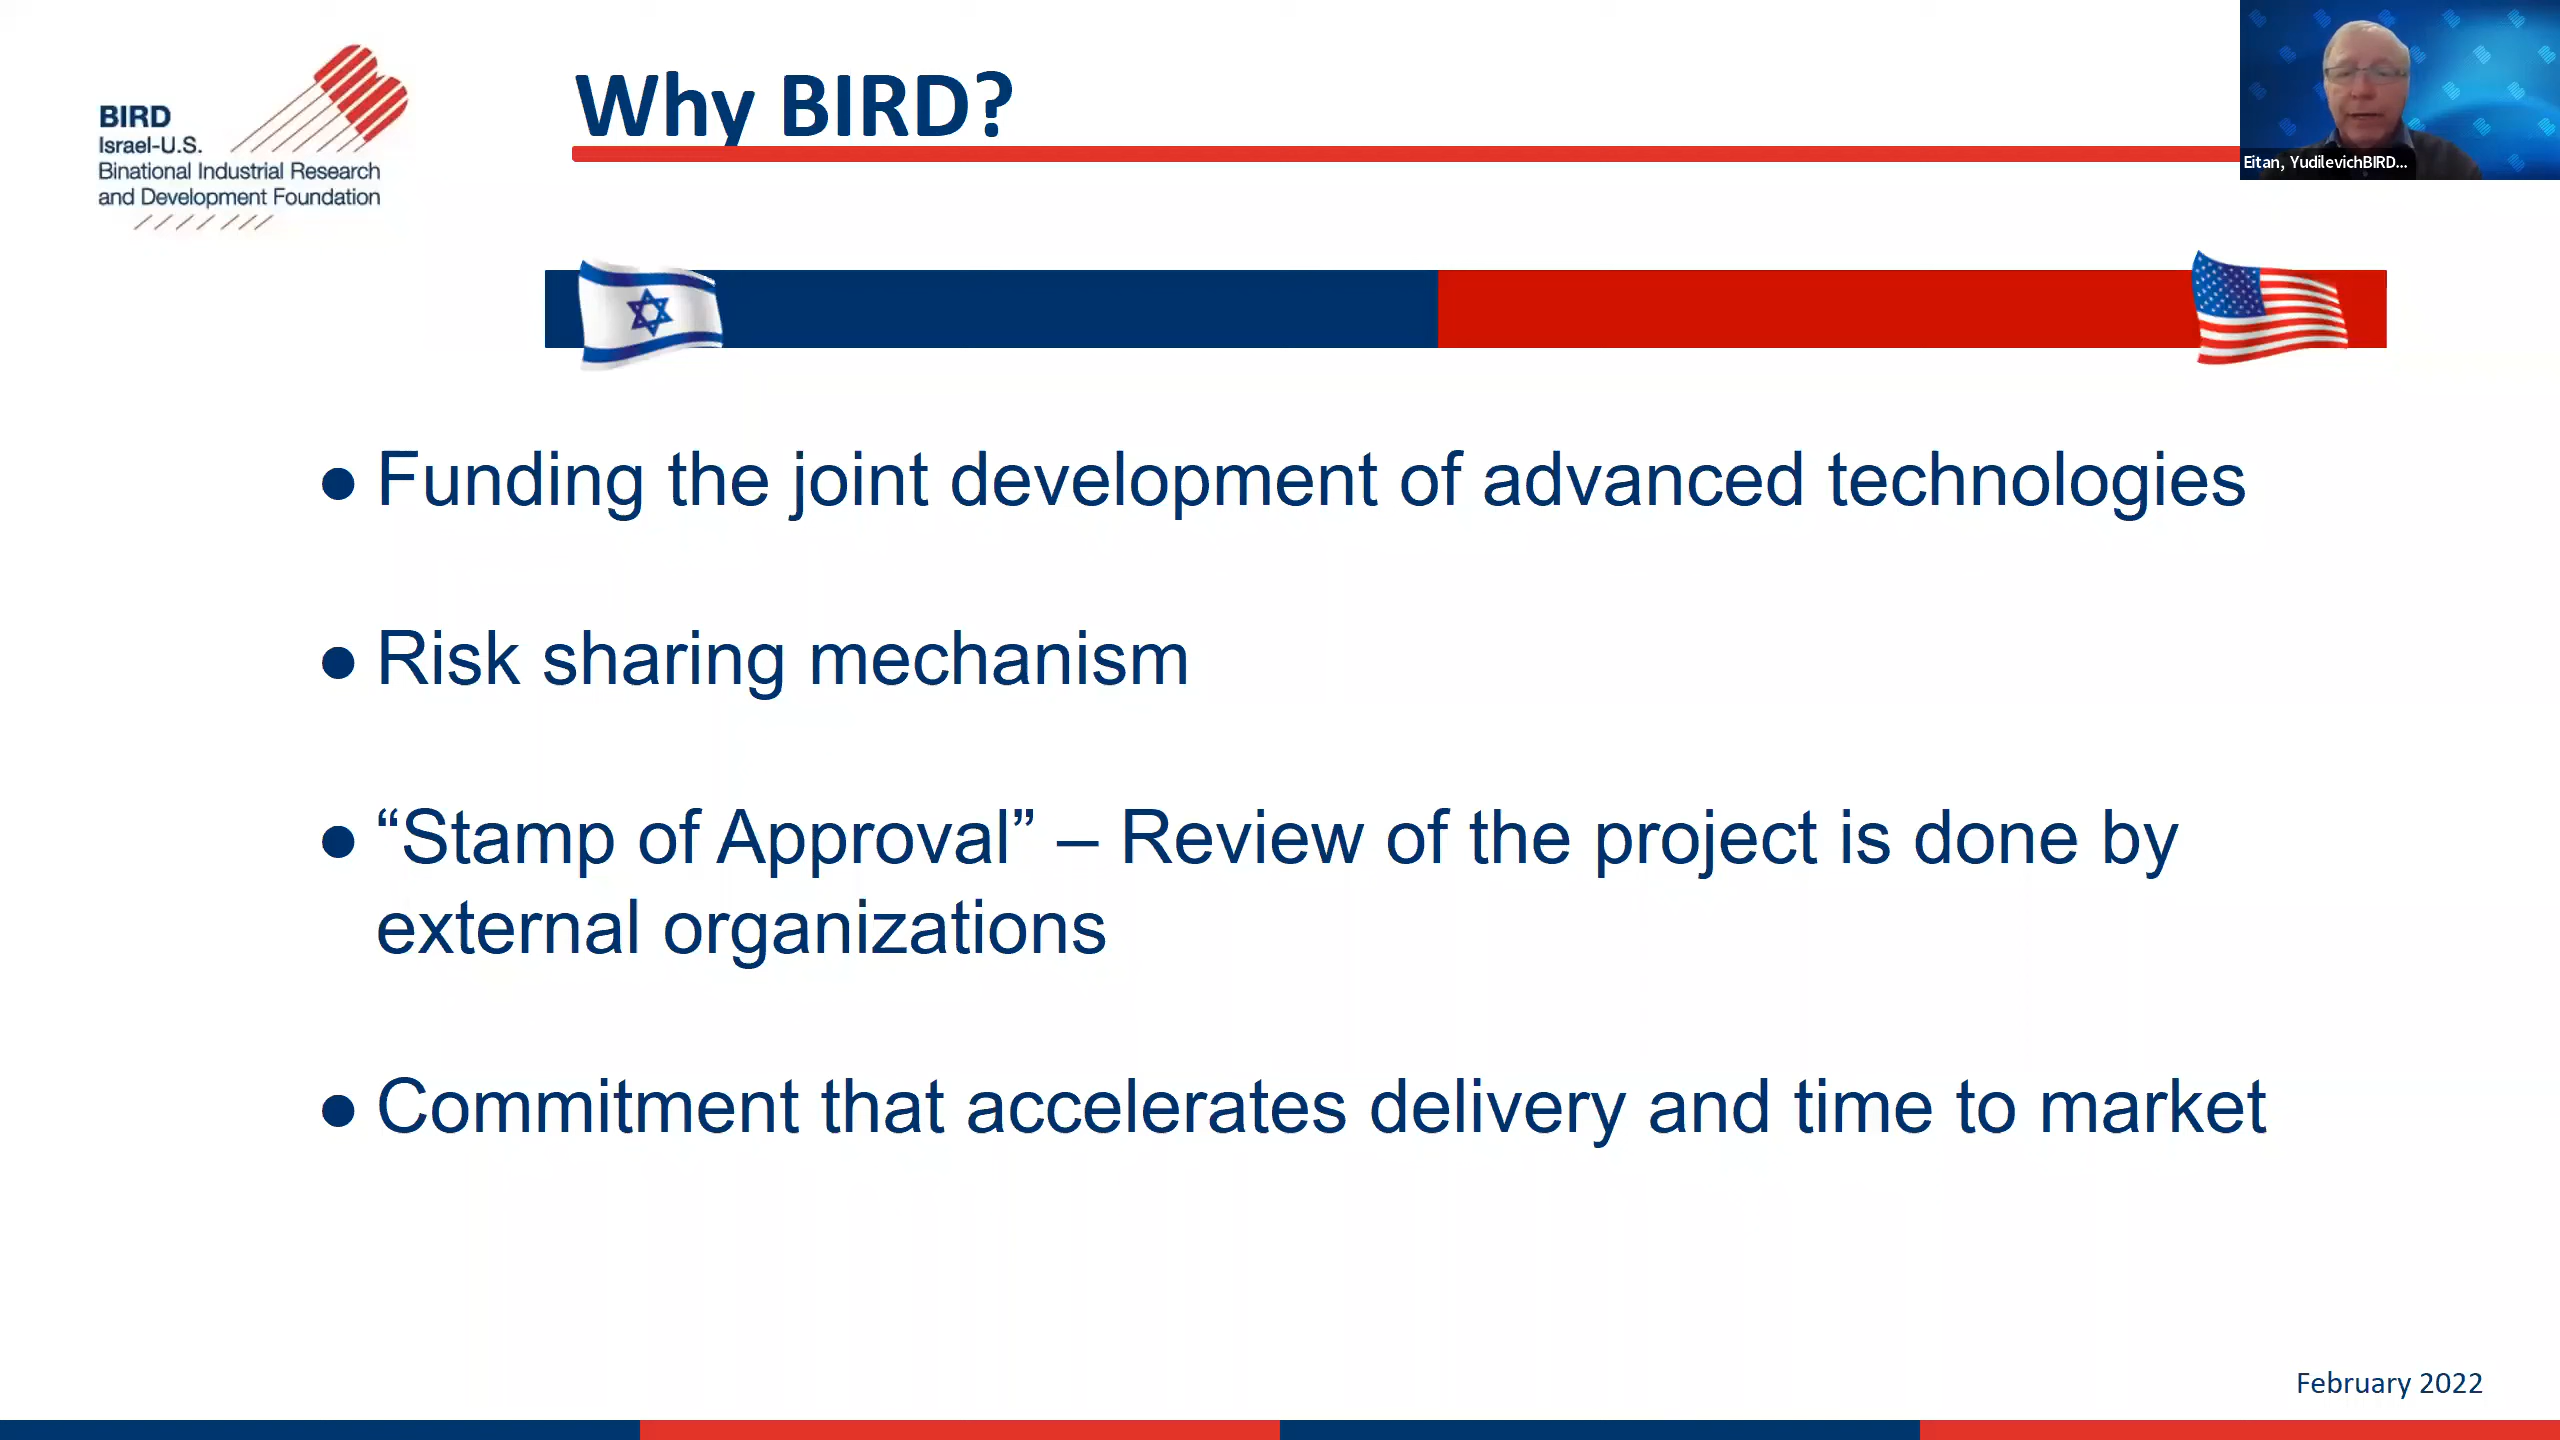 BIRD
Israel-U.S.
Binational Industrial Research
and Development Foundation
Why BIRD?
Eitan, YudilevichBIRD...
● Funding the joint development of advanced technologies
● Risk sharing mechanism
● “Stamp of Approval” – Review of the project is done by
external organizations
● Commitment that accelerates delivery and time to market
February 2022